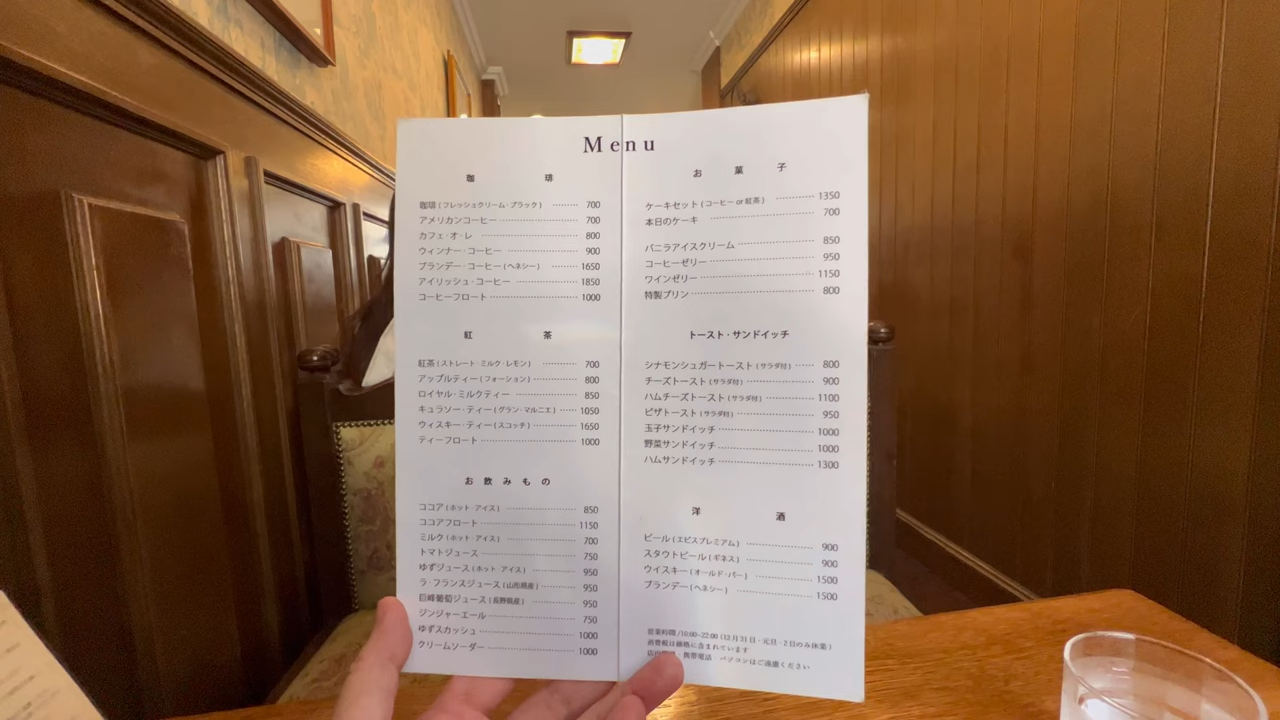 Menu
珈琲
珈琲 (フレッシュクリーム・ブラック) 700
アメリカンコーヒー 700
カフェ・オ・レ 800
ウィンナー・コーヒー 900
ブランデー・コーヒー (ヘネシー) 1650
アイリッシュ・コーヒー 1850
コーヒーフロート 1000
紅茶
紅茶 (ストレート・ミルク・レモン) 700
アップルティー (フォーション) 800
ロイヤル・ミルクティー 850
キュラソー・ティー (グラン・マルニエ) 1050
ウィスキー・ティー (スコッチ) 1650
ティーフロート 1000
お飲みもの
ココア (ホット・アイス) 850
ココアフロート 1150
ミルク (ホット・アイス) 700
トマトジュース 750
ゆずジュース (ホット・アイス) 950
ラ・フランスジュース (山形県産) 950
巨峰葡萄ジュース (長野県産) 950
ジンジャーエール 750
ゆずスカッシュ 1000
クリームソーダー 1000
お菓子
ケーキセット (コーヒー or 紅茶) 1350
本日のケーキ 700
バニラアイスクリーム 850
コーヒーゼリー 950
ワインゼリー 1150
特製プリン 800
トースト・サンドイッチ
シナモンシュガートースト (サラダ付) 800
チーズトースト (サラダ付) 900
ハムチーズトースト (サラダ付) 1100
ピザトースト (サラダ付) 950
玉子サンドイッチ 1000
野菜サンドイッチ 1000
ハムサンドイッチ 1300
洋酒
ビール (エビスプレミアム) 900
スタウトビール (ギネス) 900
ウイスキー (オールド・パー) 1500
ブランデー (ヘネシー) 1500
営業時間 /10:00~22:00 (12月31日・元旦・2日のみ休業)
消費税は価格に含まれています
店内 携帯電話・パソコンはご遠慮ください